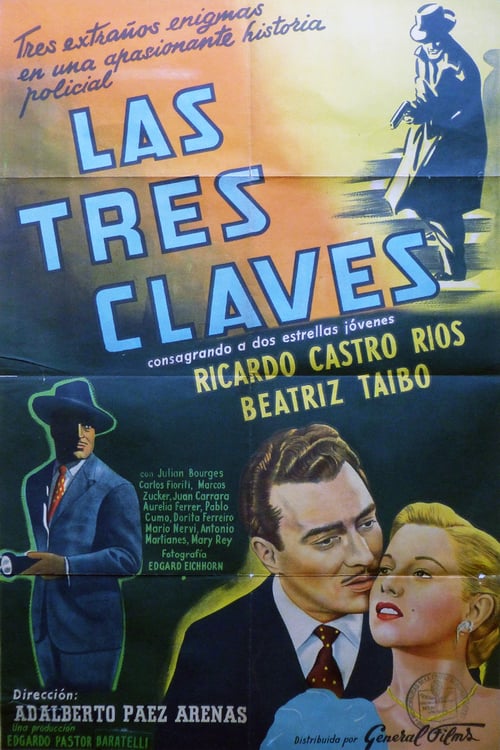 Tres extraños enigmas
en una apasionante historia
policial
LAS
TRES
CLAVES
consagrando a dos estrellas jóvenes
RICARDO CASTRO RIOS
BEATRIZ TAIBO
con Julian Bourges
Carlos Fioriti, Marcos
Zucker, Juan Carrara
Aurelia Ferrer, Pablo
Cumo, Dorita Ferreiro
Mario Nervi, Antonio
Martianes, Mary Rey
Fotografía
EDGARD EICHHORN
Dirección:
ADALBERTO PAEZ ARENAS
Una producción
EDGARDO PASTOR BARATELLI
Distribuida por General Films